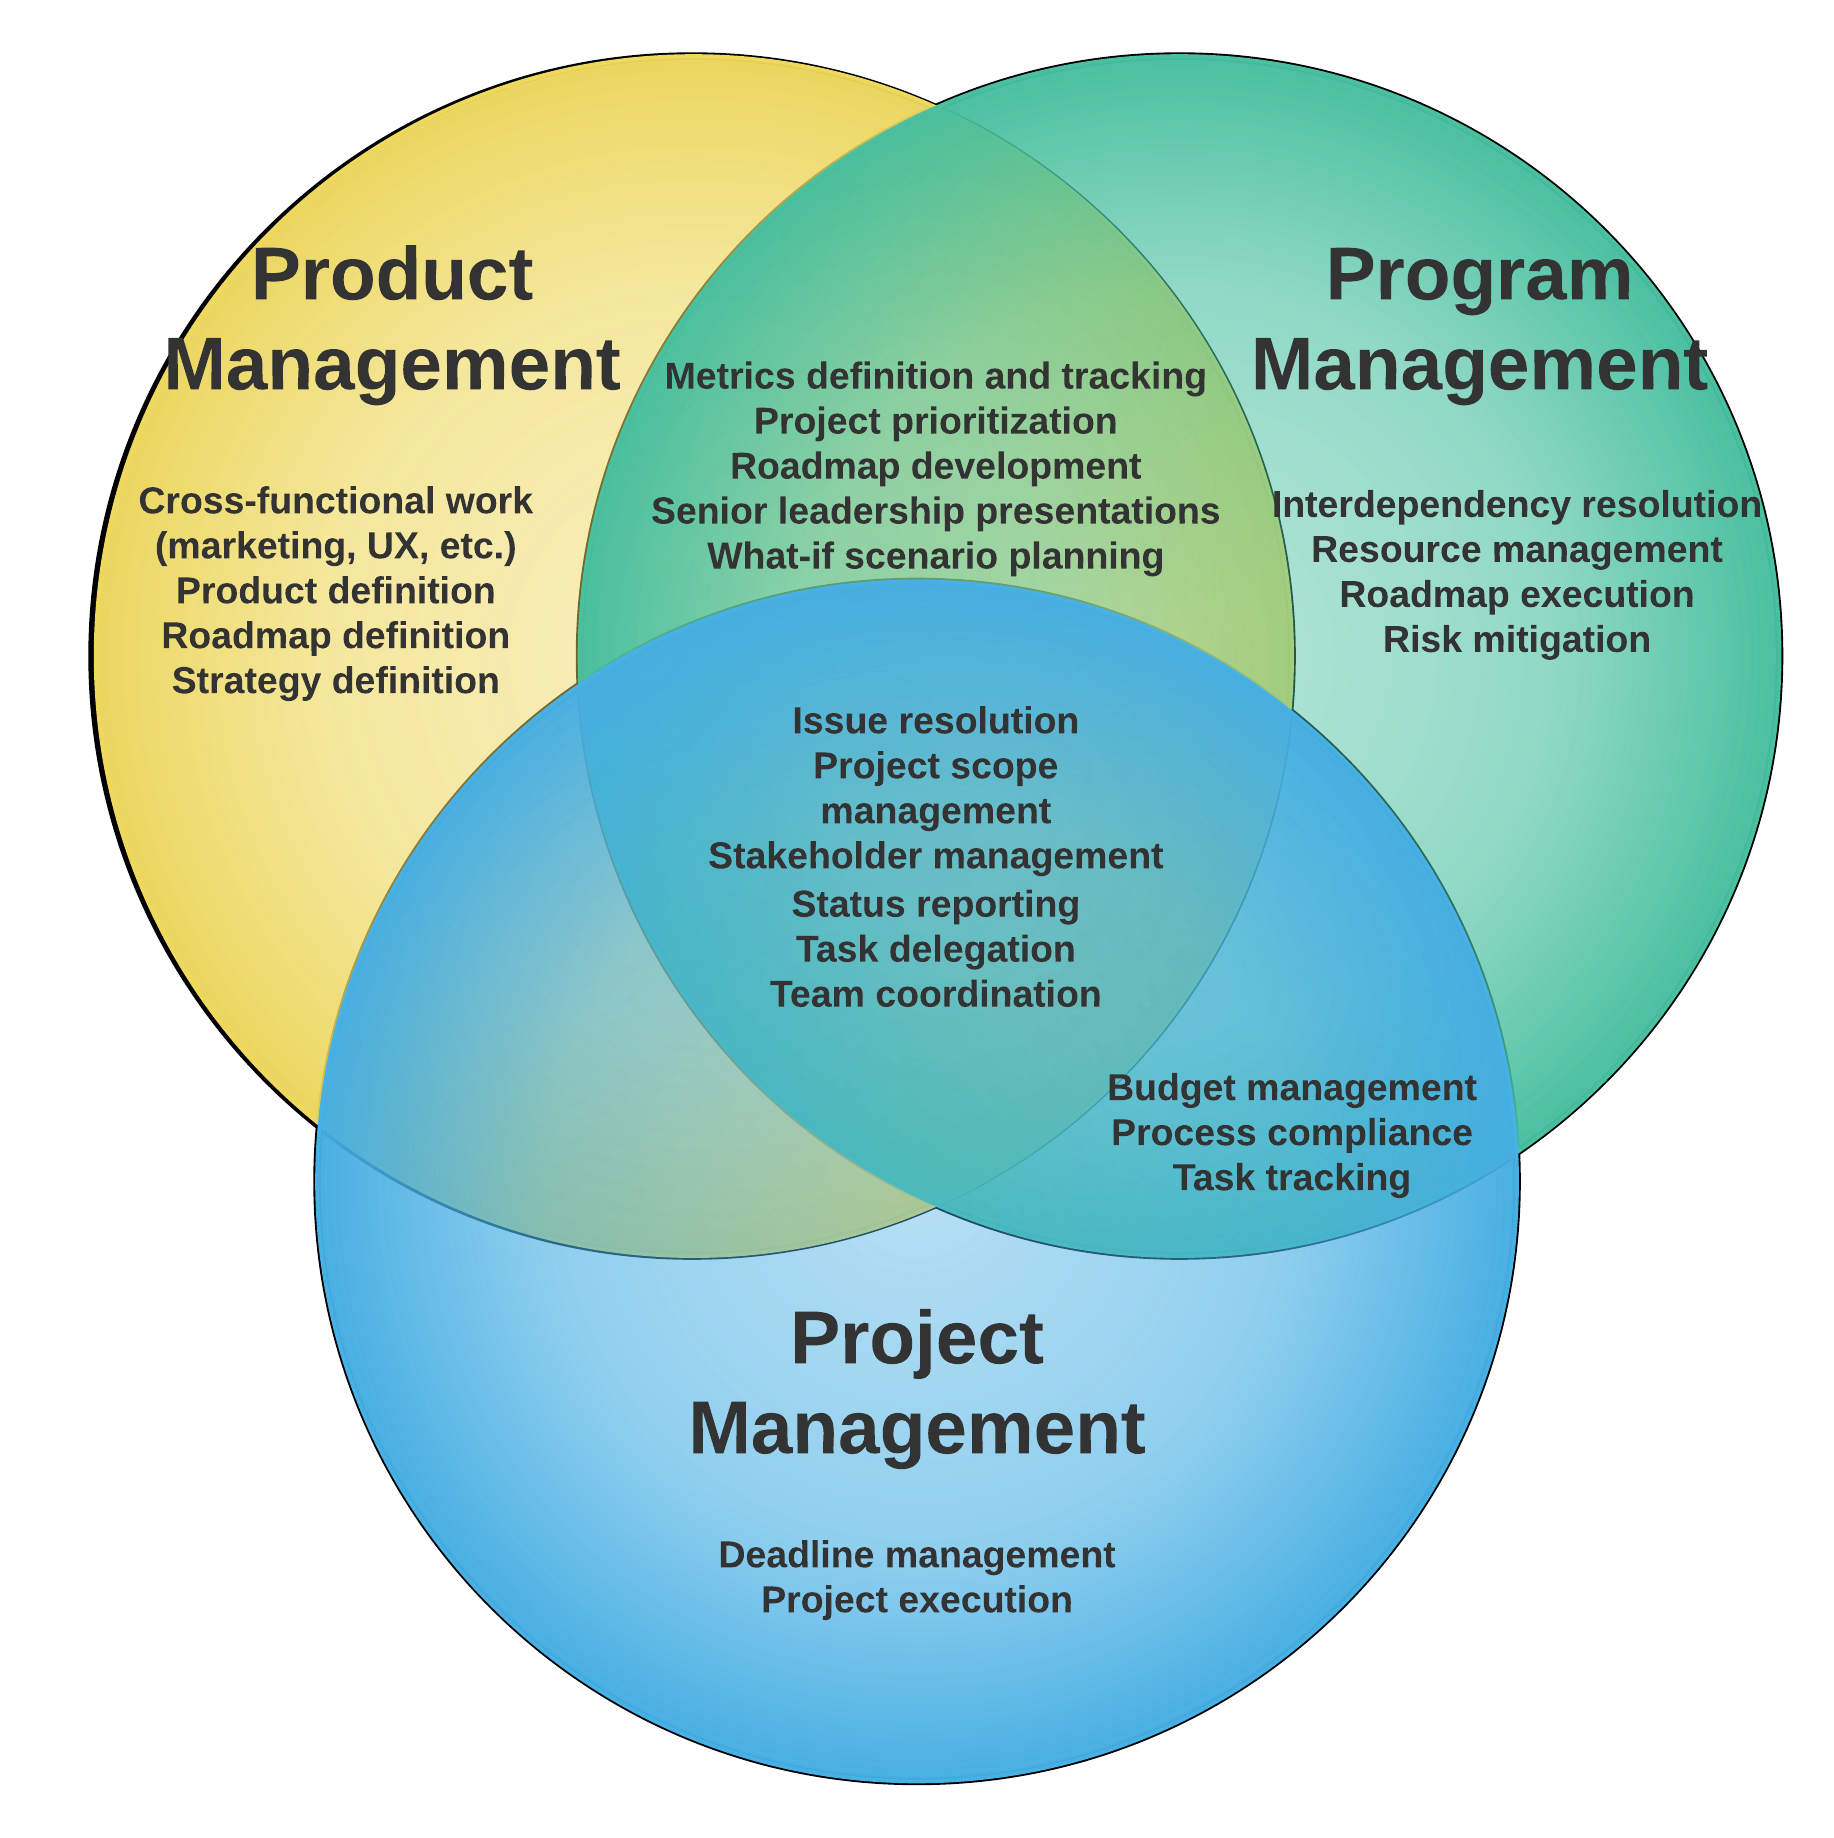 Product
Management
Cross-functional work
(marketing, UX, etc.)
Product definition
Roadmap definition
Strategy definition
Metrics definition and tracking
Project prioritization
Roadmap development
Senior leadership presentations
What-if scenario planning
Program
Management
Interdependency resolution
Resource management
Roadmap execution
Risk mitigation
Issue resolution
Project scope
management
Stakeholder management
Status reporting
Task delegation
Team coordination
Budget management
Process compliance
Task tracking
Project
Management
Deadline management
Project execution